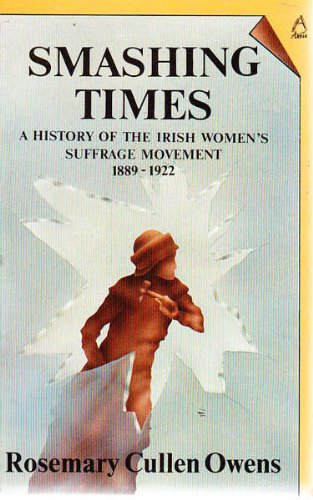 SMASHING
TIMES
A HISTORY OF THE IRISH WOMEN'S
SUFFRAGE MOVEMENT
1889-1922
Rosemary Cullen Owens